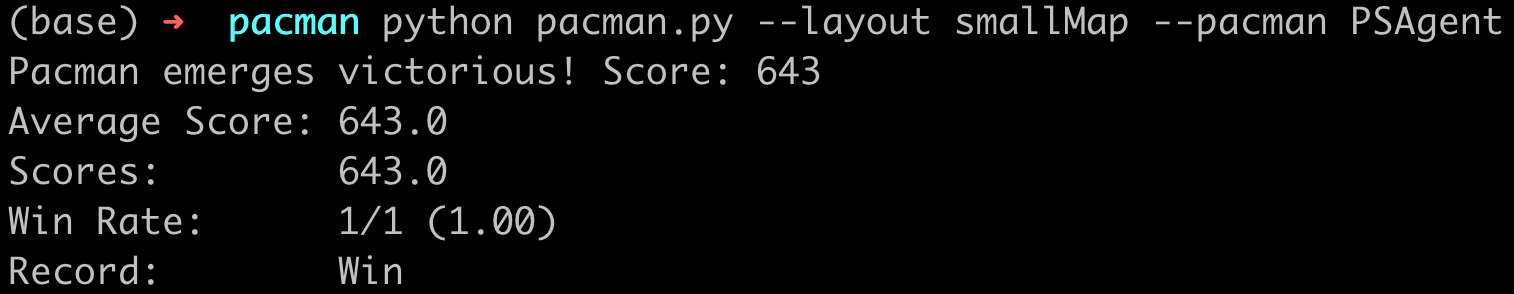 (base) ➜  pacman python pacman.py --layout smallMap --pacman PSAgent
Pacman emerges victorious! Score: 643
Average Score: 643.0
Scores:        643.0
Win Rate:      1/1 (1.00)
Record:        Win